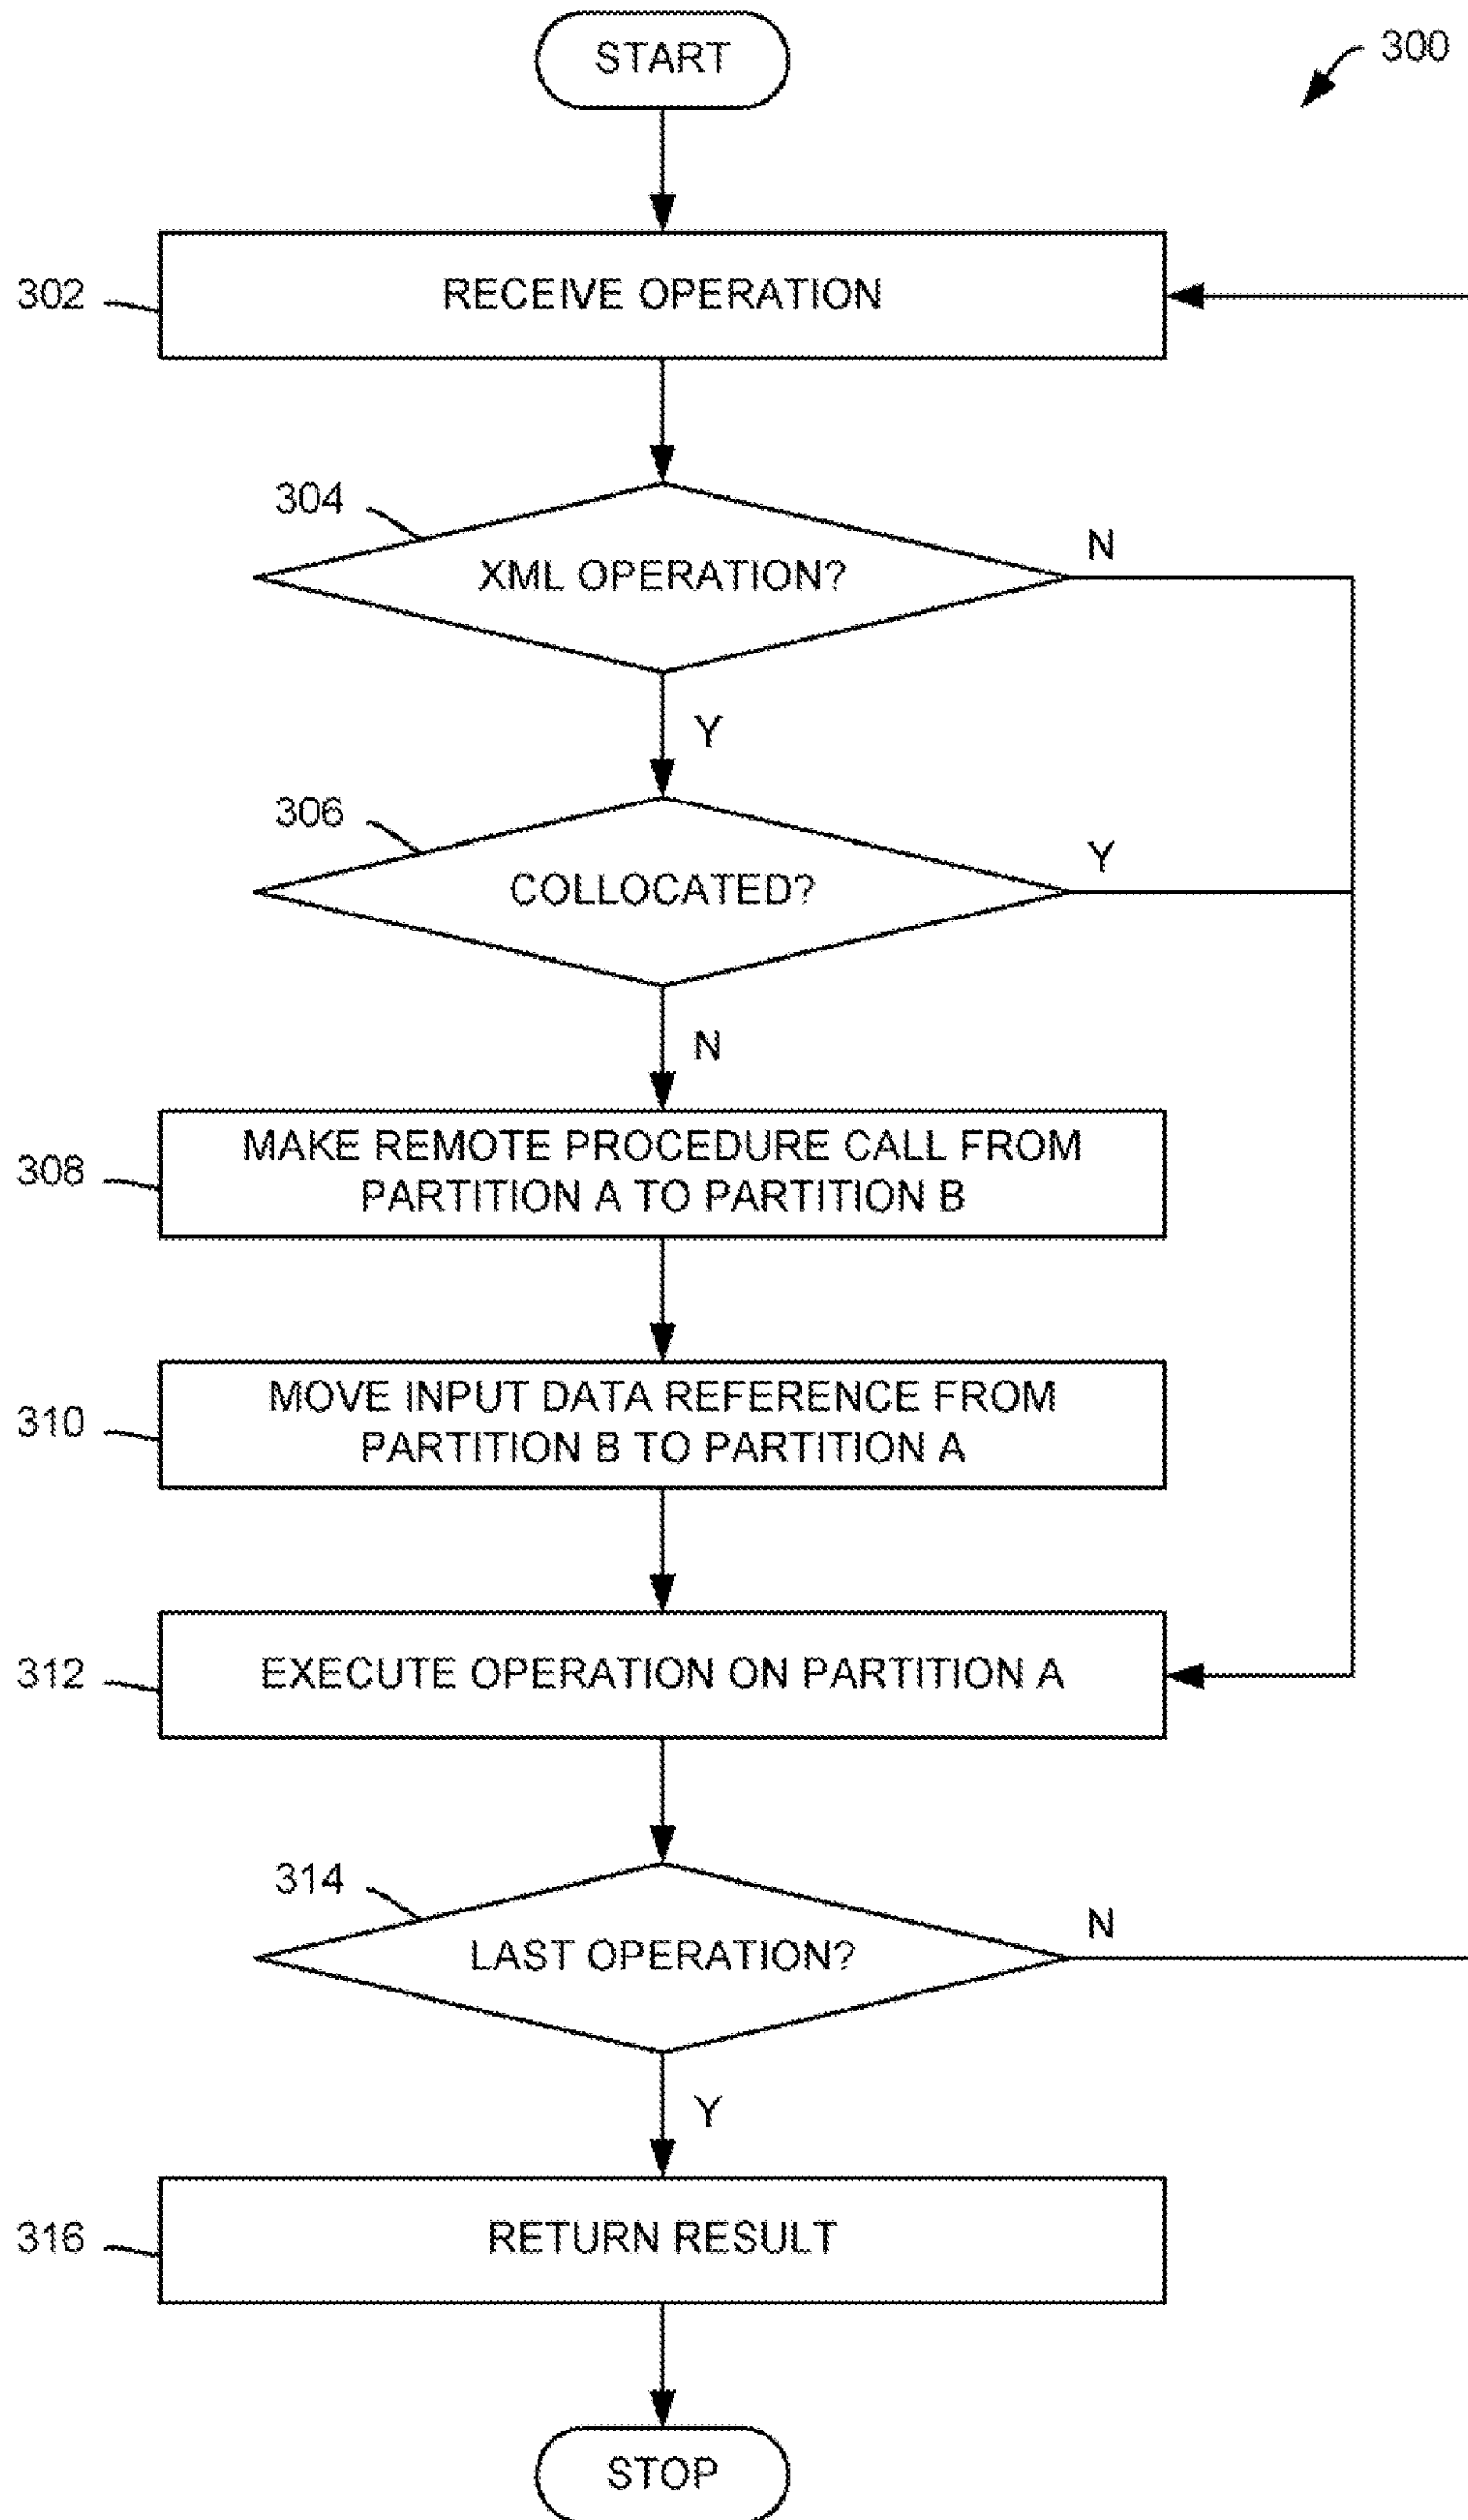 START
300
302
RECEIVE OPERATION
304
XML OPERATION?
N
Y
306
COLLOCATED?
Y
N
308
MAKE REMOTE PROCEDURE CALL FROM
PARTITION A TO PARTITION B
310
MOVE INPUT DATA REFERENCE FROM
PARTITION B TO PARTITION A
312
EXECUTE OPERATION ON PARTITION A
314
LAST OPERATION?
N
Y
316
RETURN RESULT
STOP